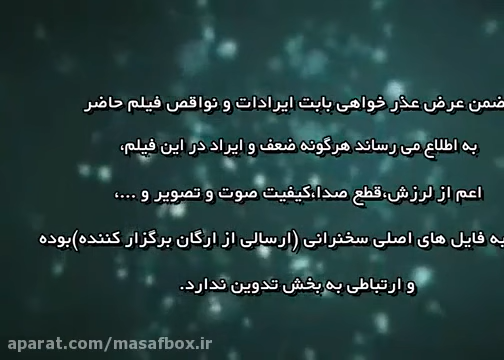 ضمن عرض عذر خواهی بابت ایرادات و نواقص فیلم حاضر
به اطلاع می رساند هرگونه ضعف و ایراد در این فیلم،
اعم از لرزش،قطع صدا،کیفیت صوت و تصویر و ...،
به فایل های اصلی سخنرانی (ارسالی از ارگان برگزار کننده)بوده
و ارتباطی به بخش تدوین ندارد.
aparat.com/masafbox.ir